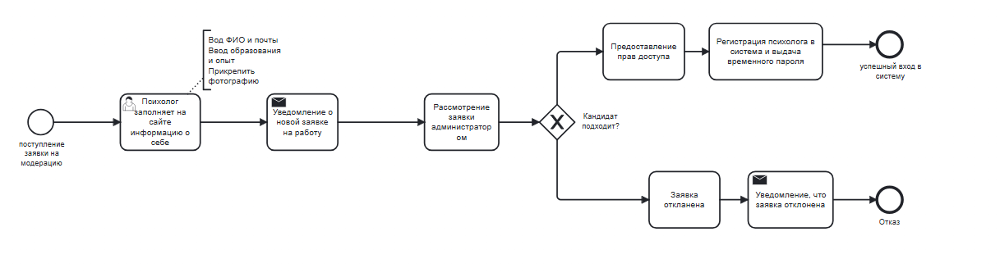 Вод ФИО и почты
Ввод образования
и опыт
Прикрепить
фотографию
поступление
заявки на
модерацию
Психолог
заполняет на
сайте
информацию о
себе
Уведомление о
новой заявке
на работу
Рассмотрение
заявки
администратор
ом
Кандидат
подходит?
Предоставление
прав доступа
Регистрация психолога в
система и выдача
временного пароля
успешный вход в
систему
Заявка
откланена
Уведомление, что
заявка отклонена
Отказ